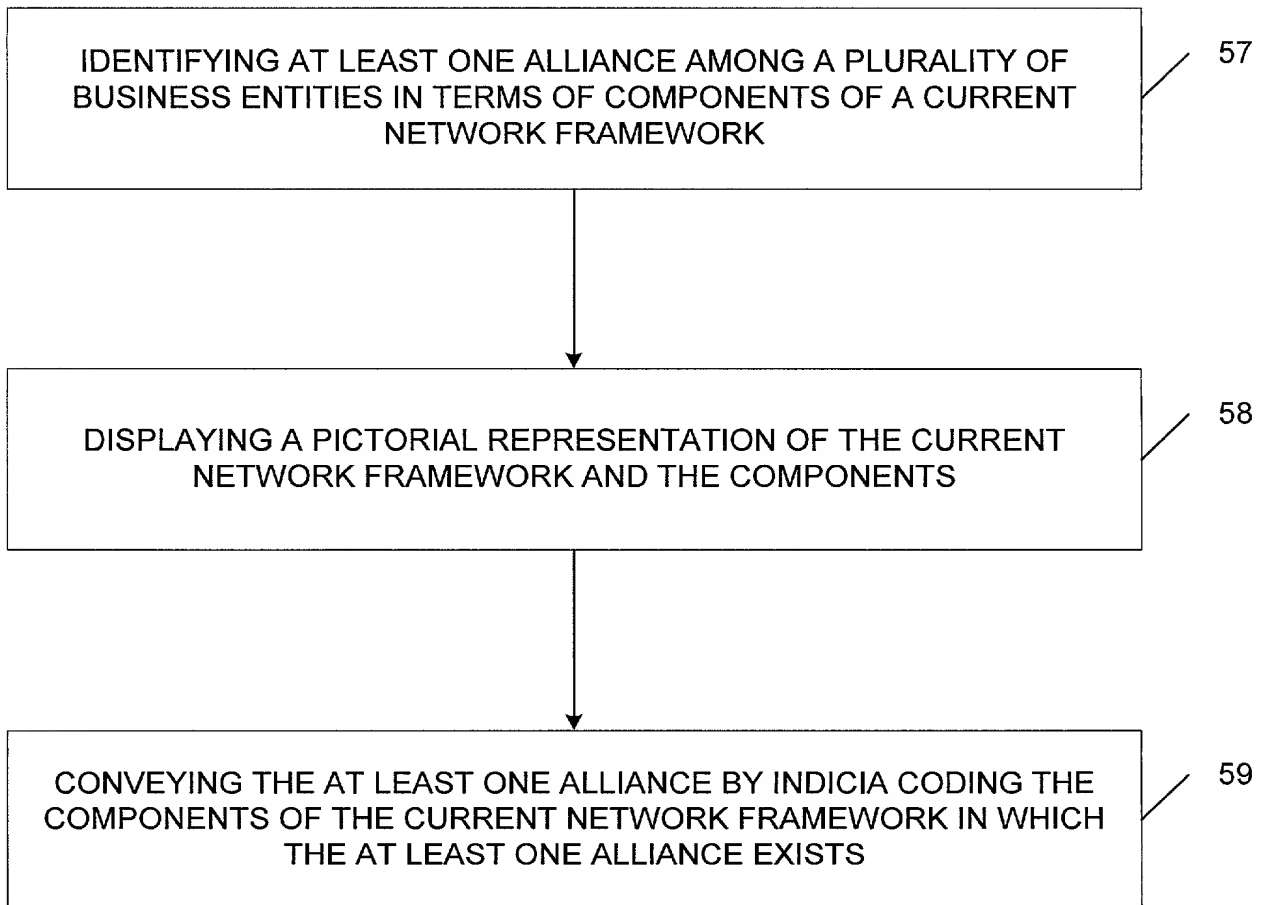 IDENTIFYING AT LEAST ONE ALLIANCE AMONG A PLURALITY OF
BUSINESS ENTITIES IN TERMS OF COMPONENTS OF A CURRENT
NETWORK FRAMEWORK
57
DISPLAYING A PICTORIAL REPRESENTATION OF THE CURRENT
NETWORK FRAMEWORK AND THE COMPONENTS
58
CONVEYING THE AT LEAST ONE ALLIANCE BY INDICIA CODING THE
COMPONENTS OF THE CURRENT NETWORK FRAMEWORK IN WHICH
THE AT LEAST ONE ALLIANCE EXISTS
59